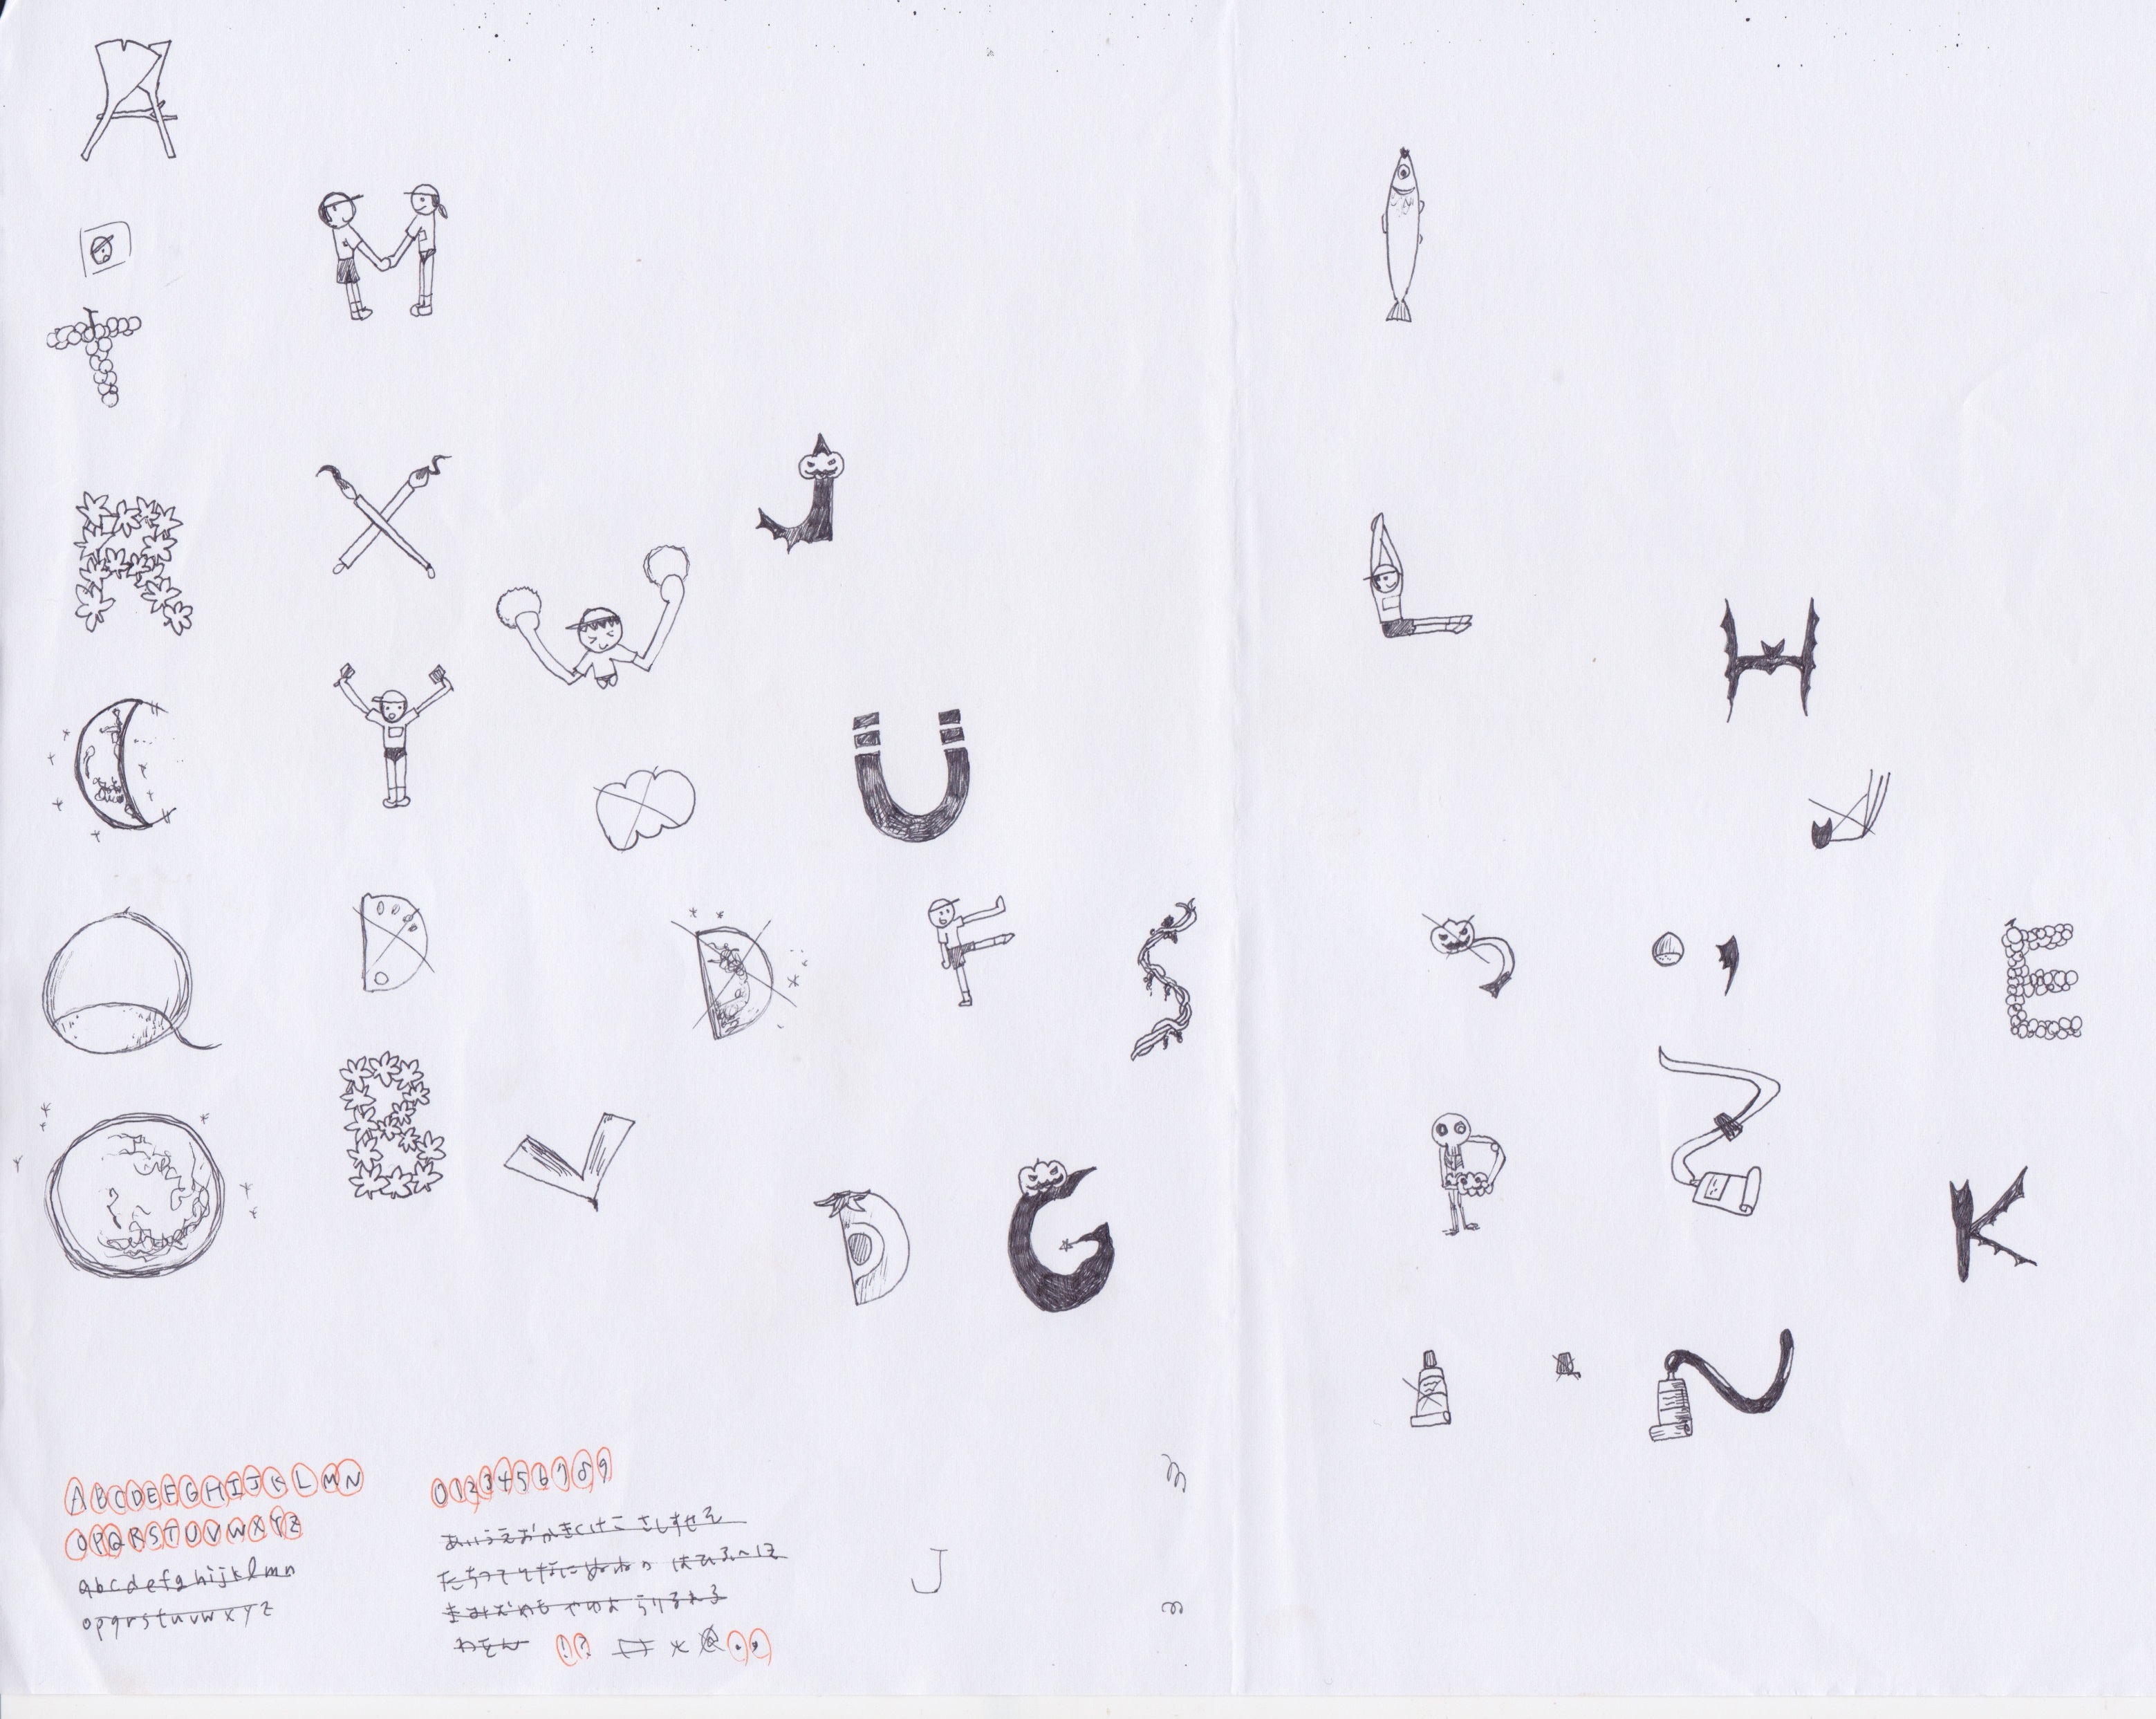 A
T
M
I
R
X
J
L
H
C
Y
W
U
Q
B
D
F
S
. ,
E
O
B
V
D
G
P
Z
K
N
ABCDEFGHIJKLMN
OPQRSTUVWXYZ
abcdefghijklmn
opqrstuvwxyz
0123456789
あいうえおかきくけこ さしすせそ
たちつてとなにぬねの はひふへほ
まみむめも やゆよ らりるれろ
わをん !? . ,
J